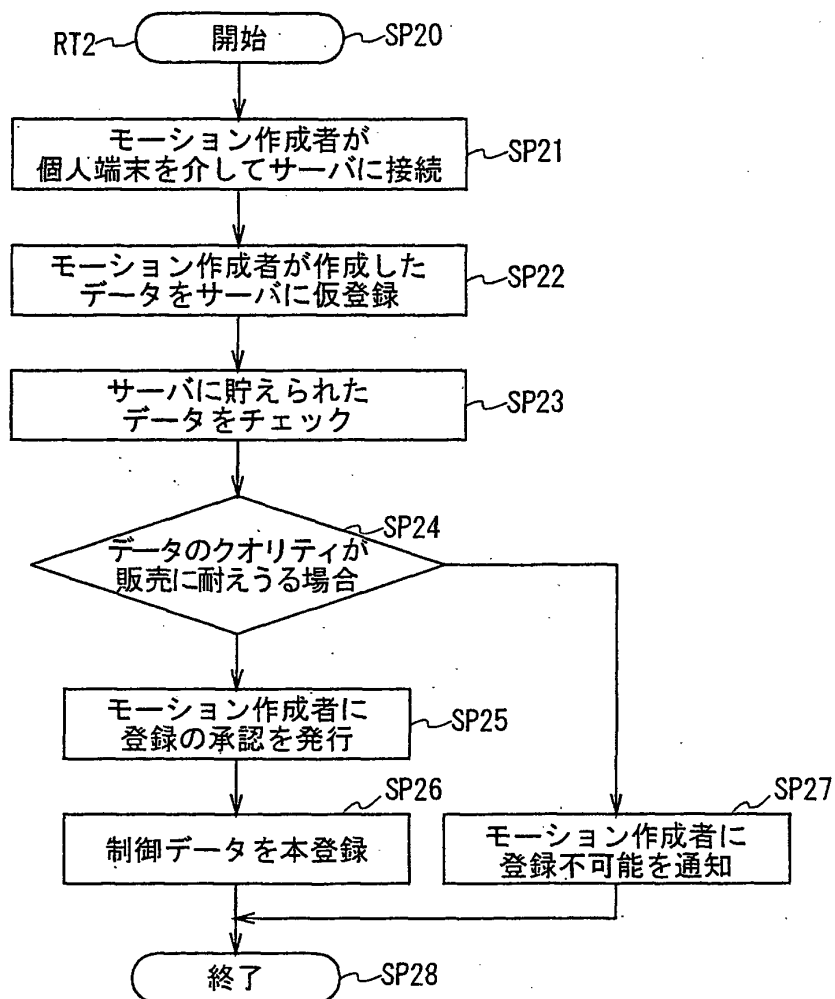 RT2
開始
SP20
モーション作成者が
個人端末を介してサーバに接続
SP21
モーション作成者が作成した
データをサーバに仮登録
SP22
サーバに貯えられた
データをチェック
SP23
SP24
データのクオリティが
販売に耐えうる場合
モーション作成者に
登録の承認を発行
SP25
SP26
制御データを本登録
SP27
モーション作成者に
登録不可能を通知
終了
SP28